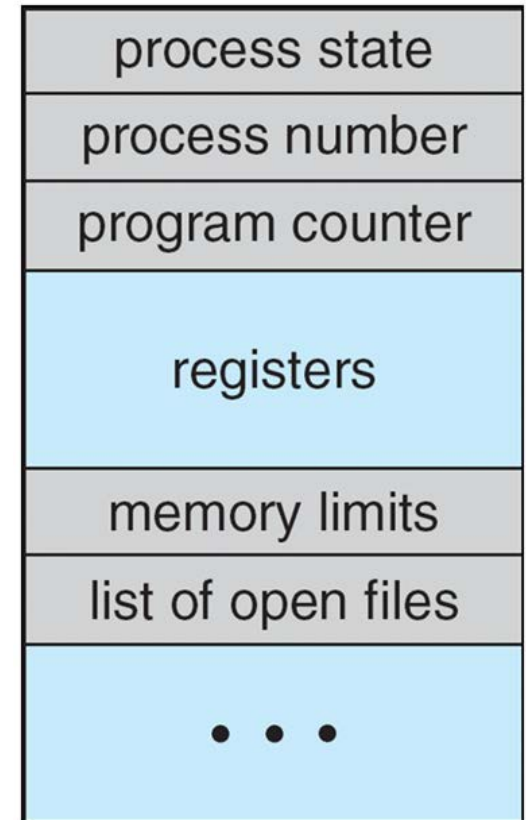 process state
process number
program counter
registers
memory limits
list of open files
• • •